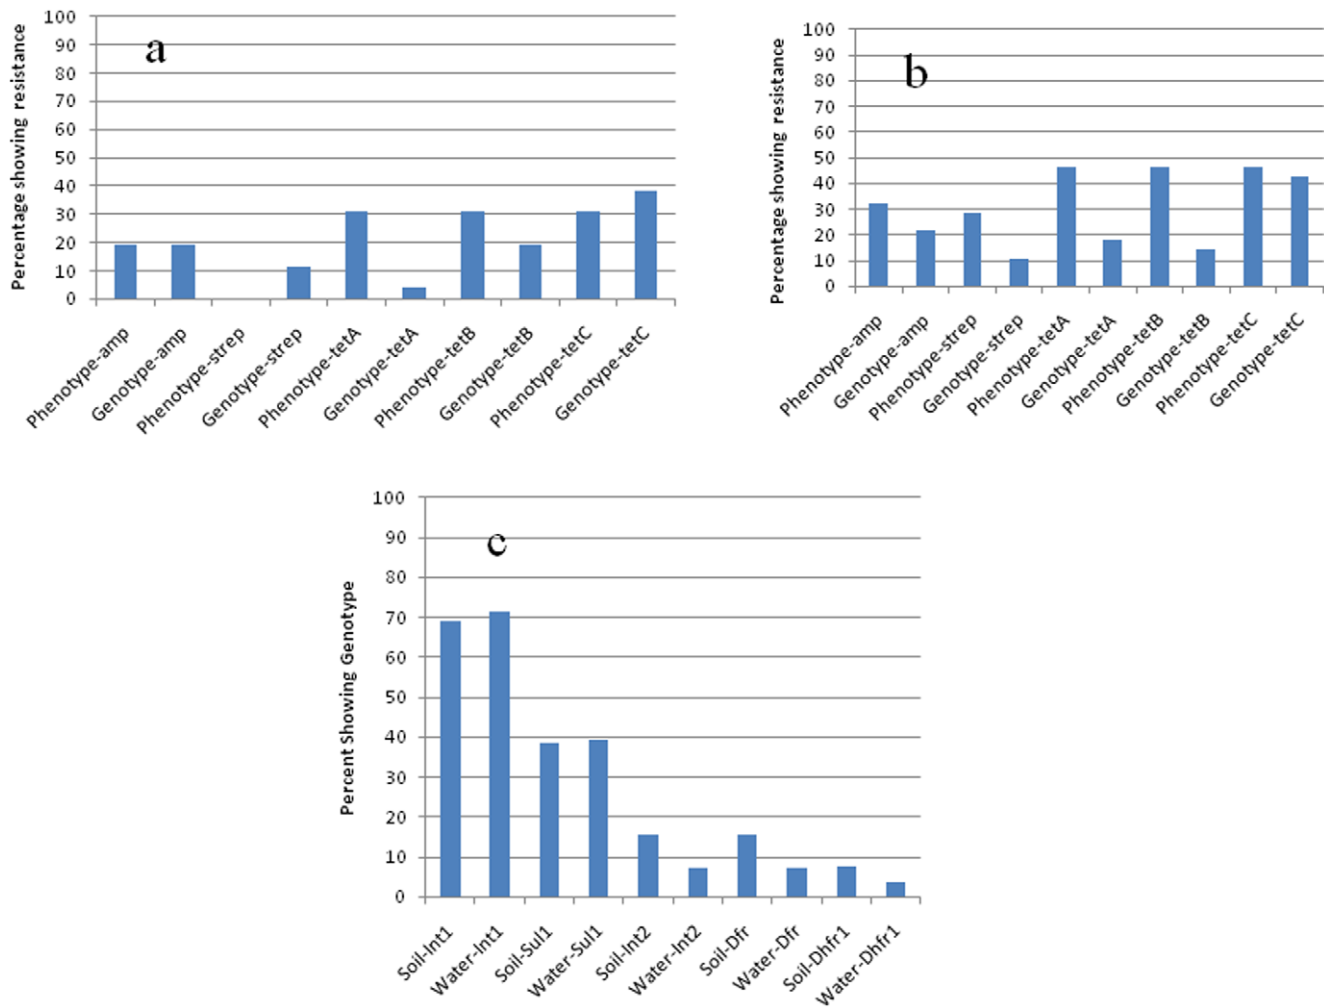 a
Percentage showing resistance
100
90
80
70
60
50
40
30
20
10
0
Phenotype-amp
Genotype-amp
Phenotype-strep
Genotype-strep
Phenotype-tetA
Genotype-tetA
Phenotype-tetB
Genotype-tetB
Phenotype-tetC
Genotype-tetC
b
Percentage showing resistance
100
90
80
70
60
50
40
30
20
10
0
Phenotype-amp
Genotype-amp
Phenotype-strep
Genotype-strep
Phenotype-tetA
Genotype-tetA
Phenotype-tetB
Genotype-tetB
Phenotype-tetC
Genotype-tetC
c
Percent Showing Genotype
100
90
80
70
60
50
40
30
20
10
0
Soil-Int1
Water-Int1
Soil-Sul1
Water-Sul1
Soil-Int2
Water-Int2
Soil-Dfr
Water-Dfr
Soil-Dhfr1
Water-Dhfr1